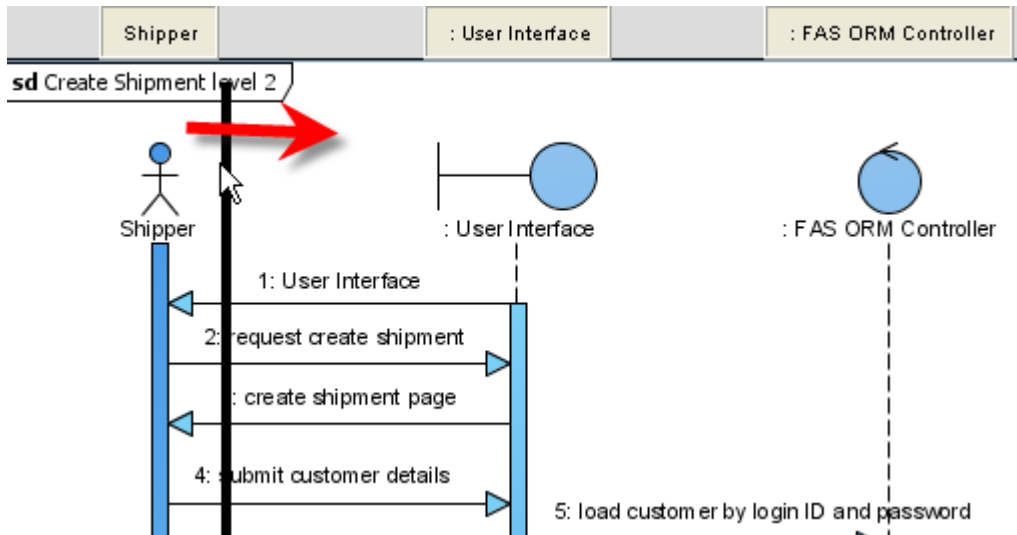 Shipper : User Interface : FAS ORM Controller
sd Create Shipment level 2
Shipper : User Interface : FAS ORM Controller
1: User Interface
2: request create shipment
: create shipment page
4: submit customer details
5: load customer by login ID and password